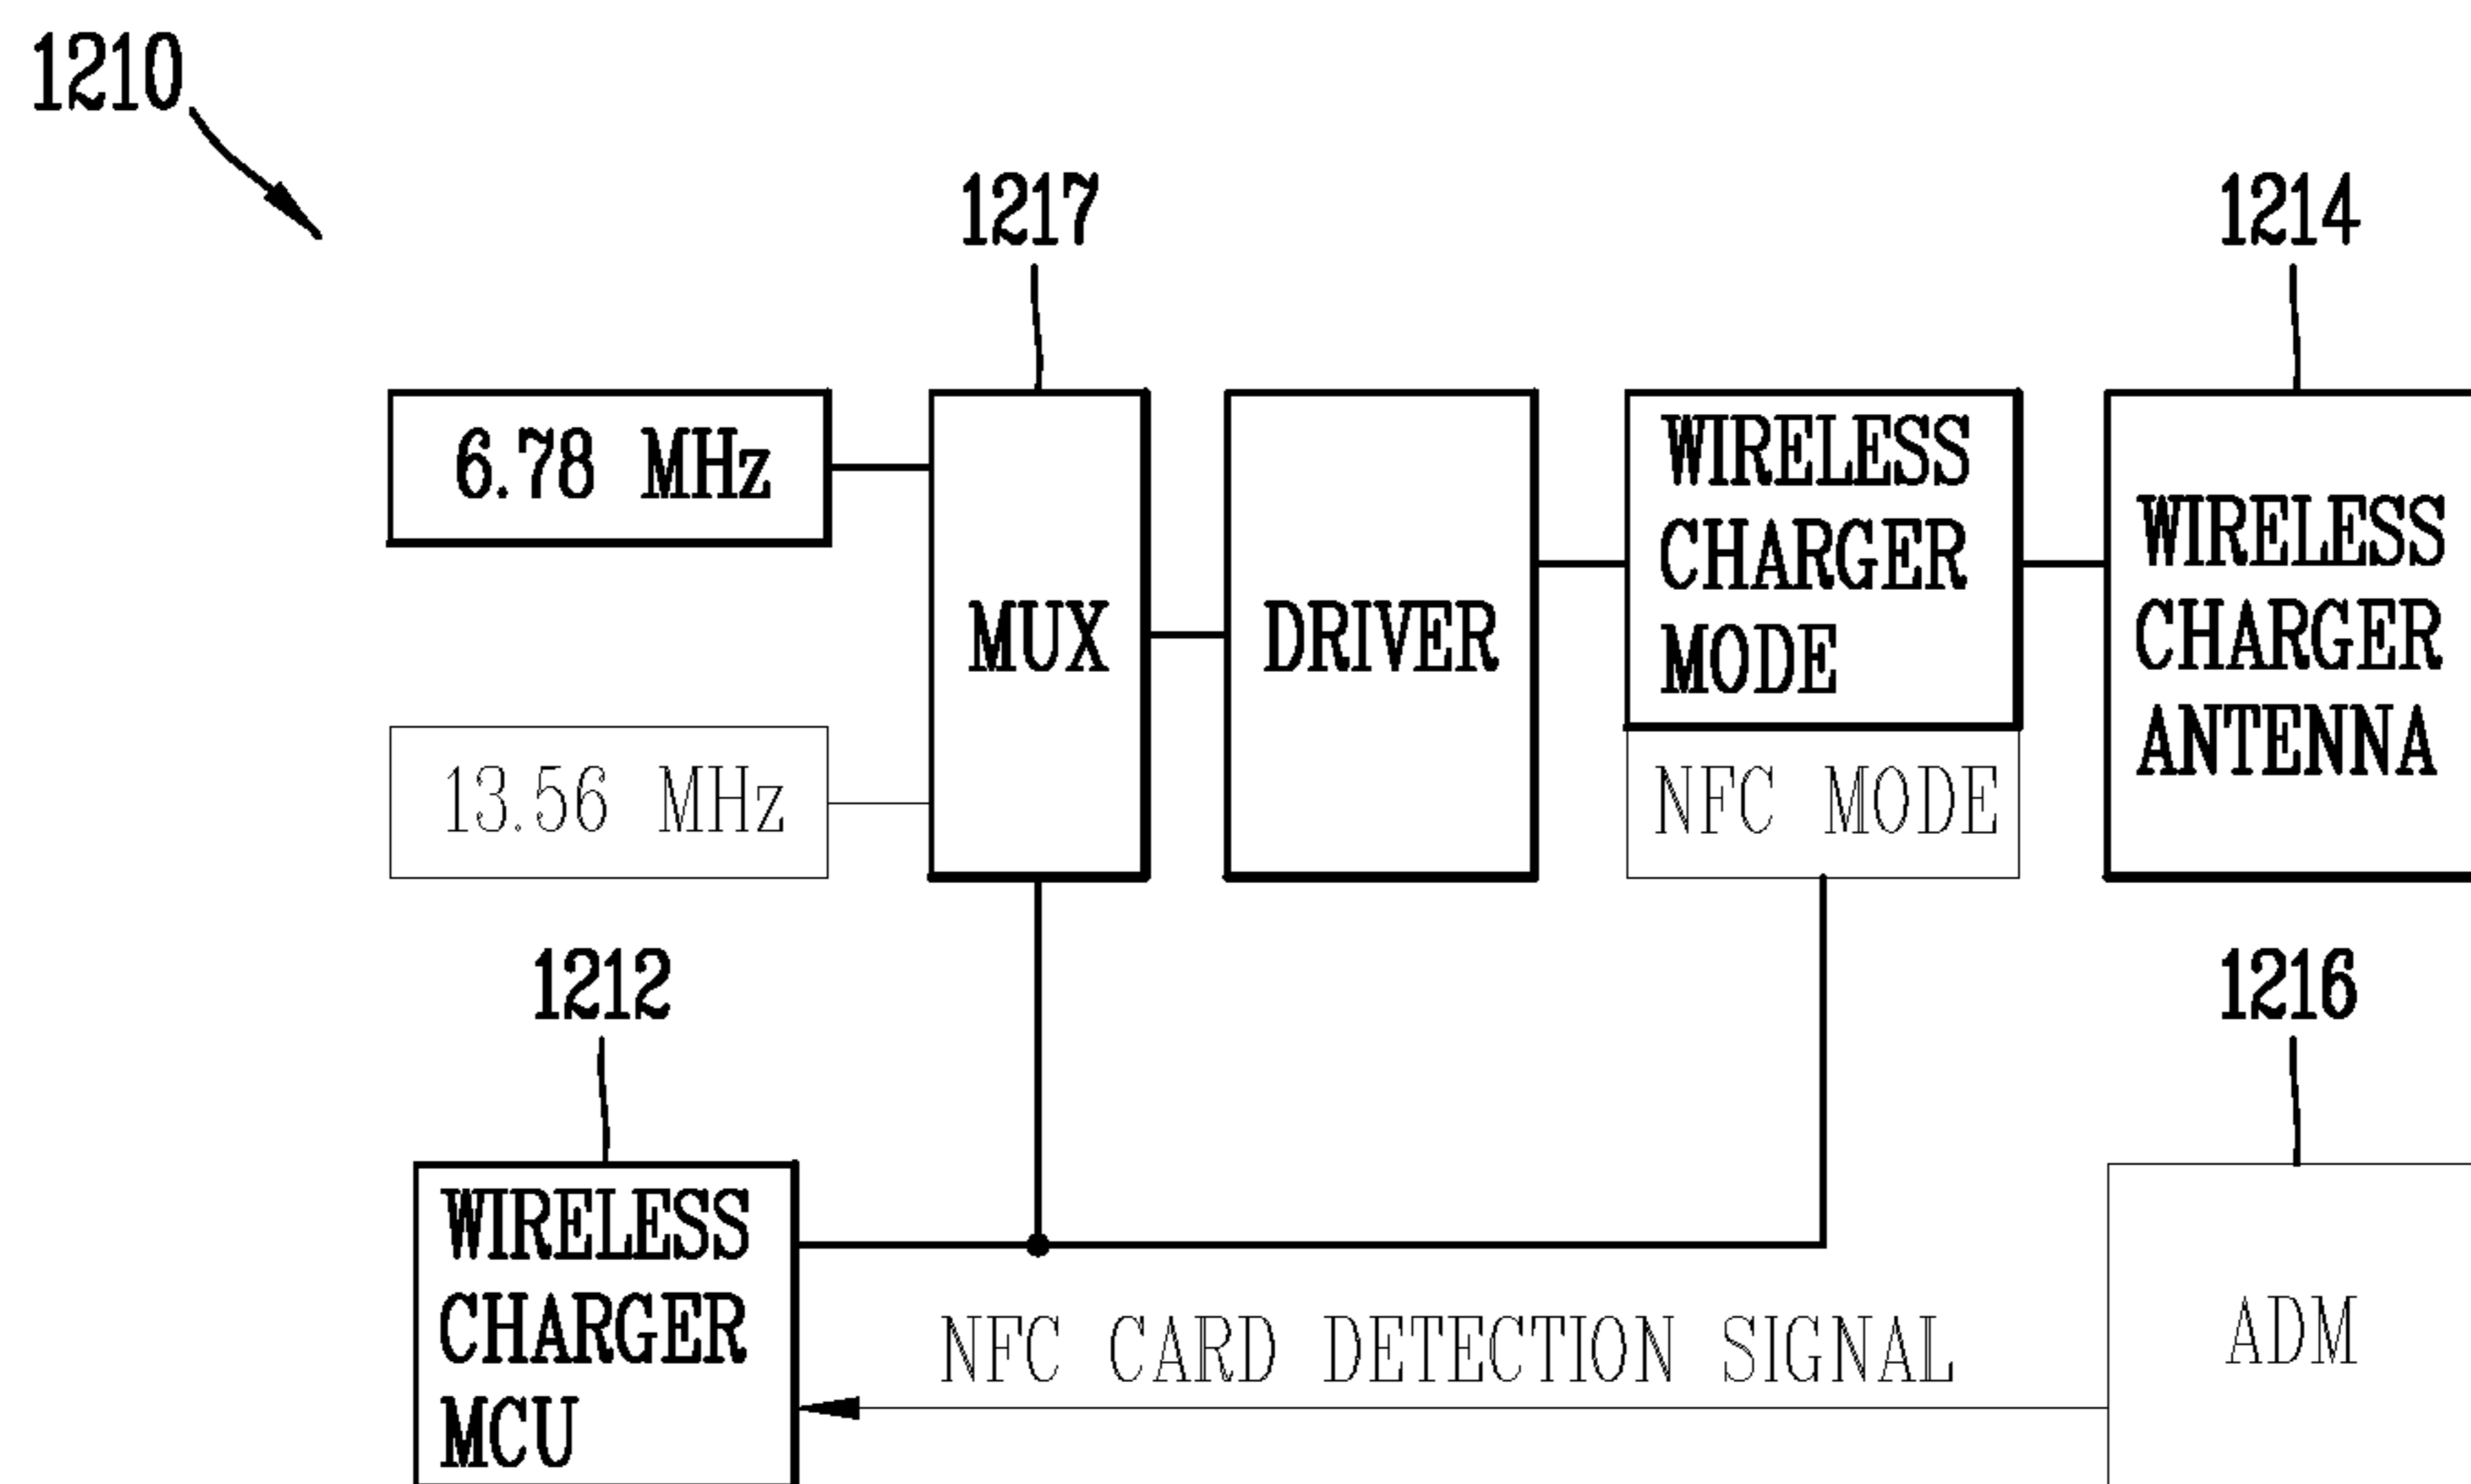 1210
1217
1214
6.78 MHz
MUX
DRIVER
WIRELESS
CHARGER
MODE
WIRELESS
CHARGER
ANTENNA
13.56 MHz
NFC MODE
1212
1216
WIRELESS
CHARGER
MCU
NFC CARD DETECTION SIGNAL
ADM